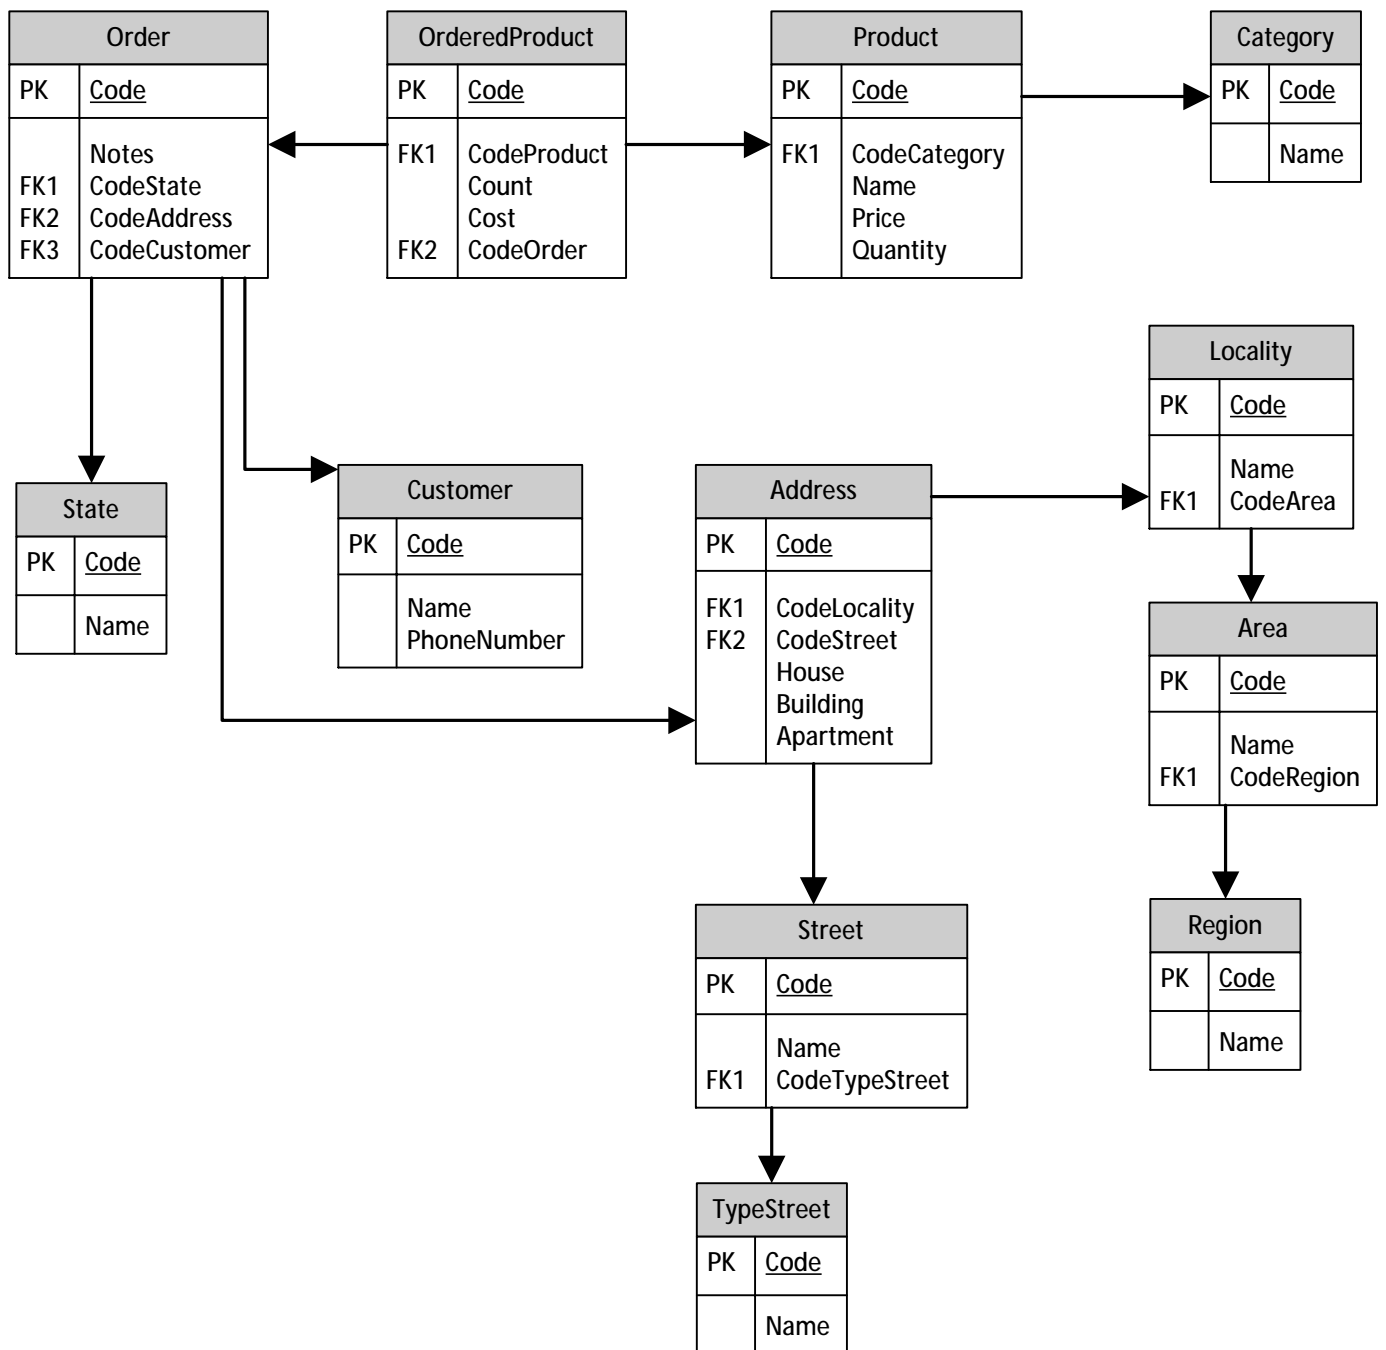 Order
PK Code
Notes
FK1 CodeState
FK2 CodeAddress
FK3 CodeCustomer
OrderedProduct
PK Code
FK1 CodeProduct
Count
Cost
FK2 CodeOrder
Product
PK Code
FK1 CodeCategory
Name
Price
Quantity
Category
PK Code
Name
Locality
PK Code
Name
FK1 CodeArea
State
PK Code
Name
Customer
PK Code
Name
PhoneNumber
Address
PK Code
FK1 CodeLocality
FK2 CodeStreet
House
Building
Apartment
Area
PK Code
Name
FK1 CodeRegion
Street
PK Code
Name
FK1 CodeTypeStreet
Region
PK Code
Name
TypeStreet
PK Code
Name